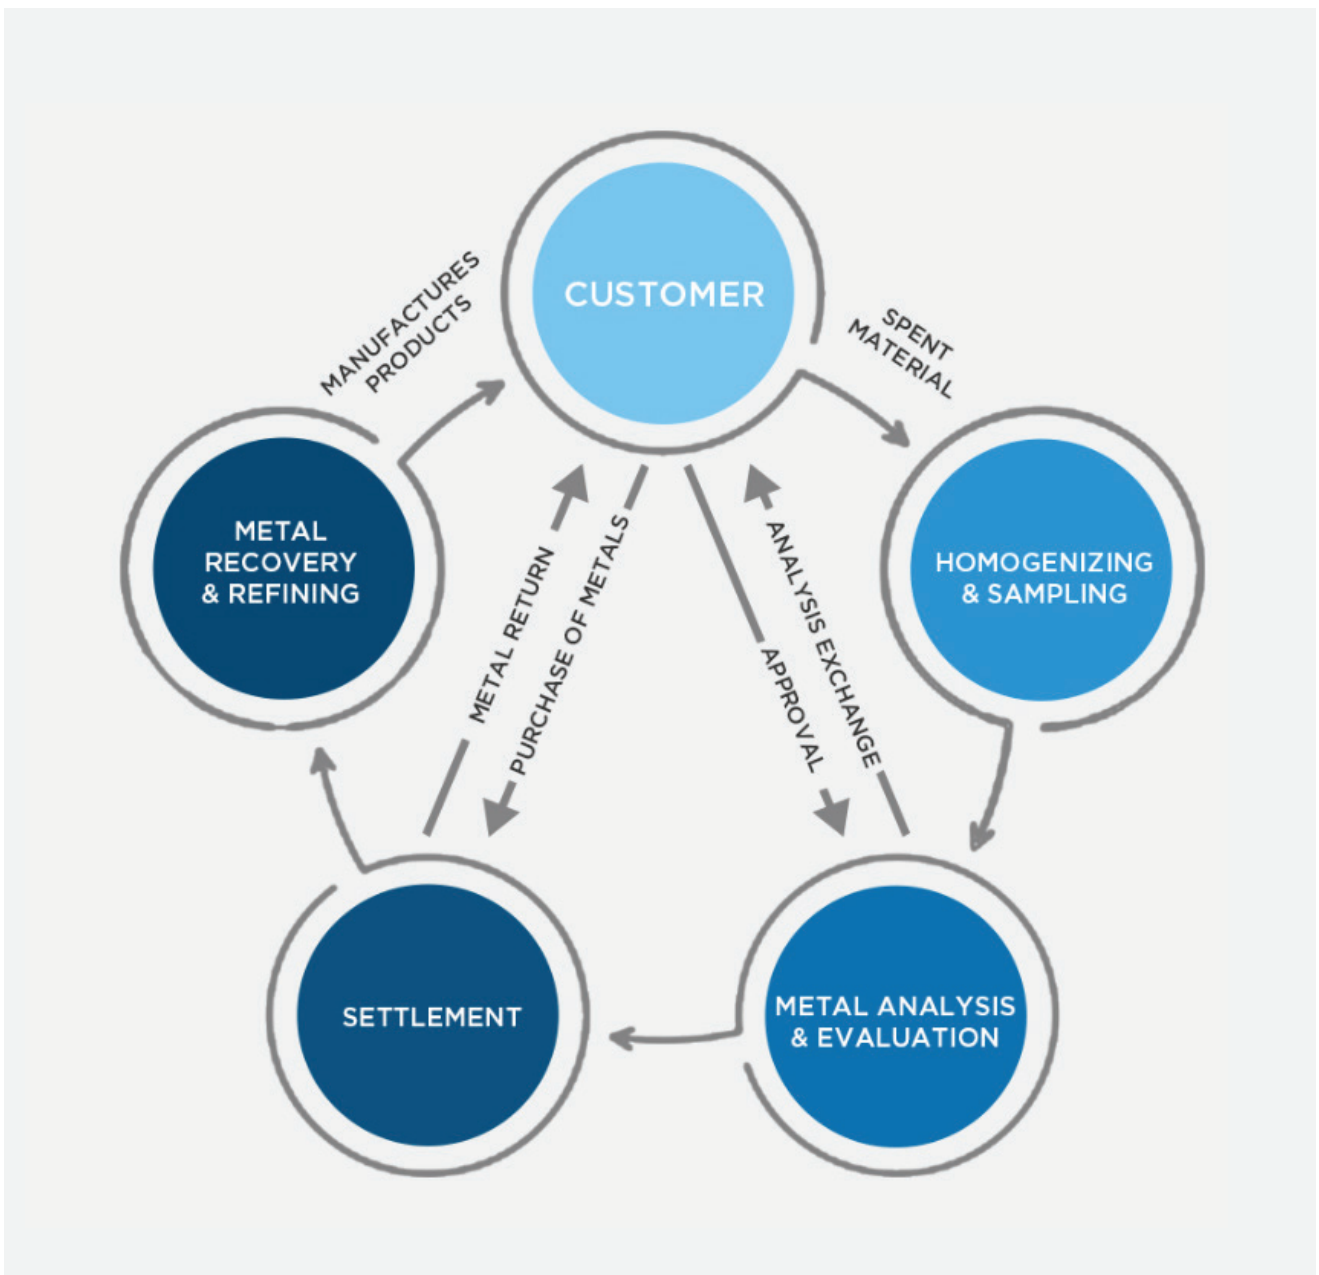 CUSTOMER
MANUFACTURES
PRODUCTS
SPENT
MATERIAL
METAL
RECOVERY
& REFINING
HOMOGENIZING
& SAMPLING
METAL RETURN
PURCHASE OF METALS
APPROVAL
ANALYSIS EXCHANGE
SETTLEMENT
METAL ANALYSIS
& EVALUATION